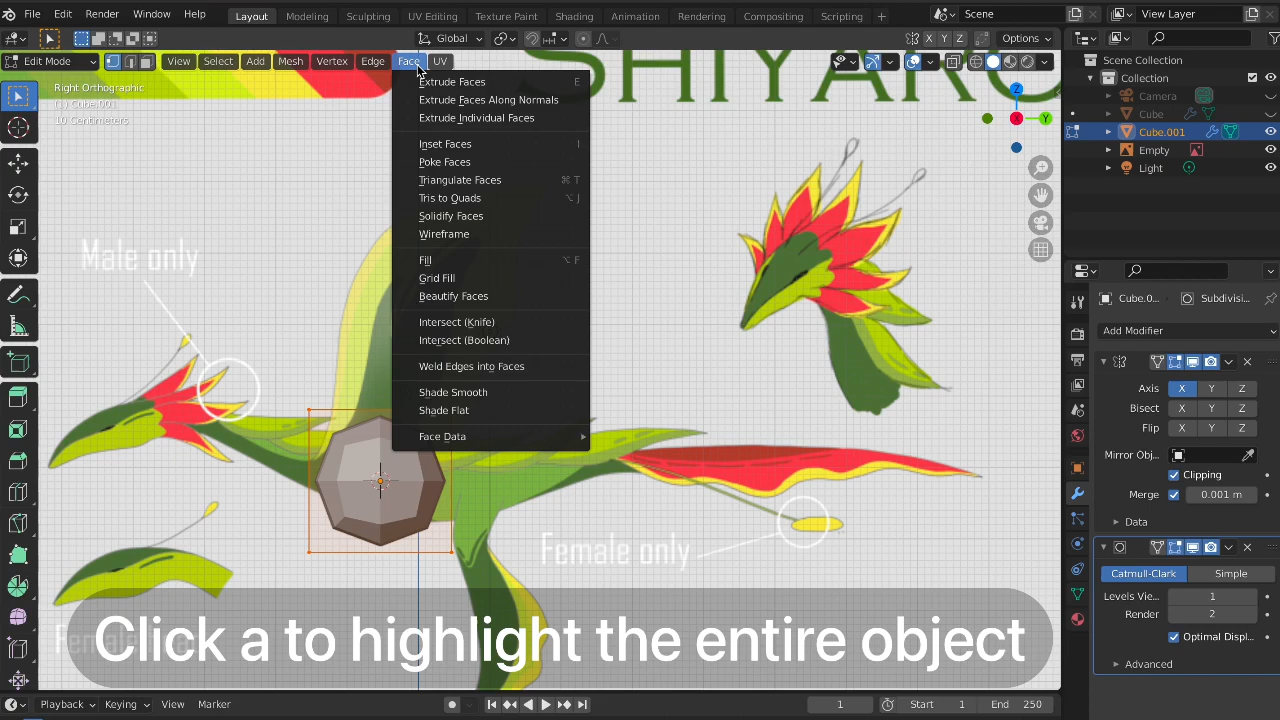 File Edit Render Window Help Layout Modeling Sculpting UV Editing Texture Paint Shading Animation Rendering Compositing Scripting + Scene View Layer
Global X Y Z Options
Edit Mode View Select Add Mesh Vertex Edge Face UV
SHIYARO
Right Orthographic
(1) Cube.001
10 Centimeters
Extrude Faces E
Extrude Faces Along Normals
Extrude Individual Faces
Inset Faces I
Poke Faces
Triangulate Faces ⌘ T
Tris to Quads ⌥ J
Solidify Faces
Wireframe
Fill ⌥ F
Grid Fill
Beautify Faces
Intersect (Knife)
Intersect (Boolean)
Weld Edges into Faces
Shade Smooth
Shade Flat
Face Data
Z
X
Y
Male only
Female only
Click a to highlight the entire object
Scene Collection
Collection
Camera
Cube
Cube.001
Empty
Light
Cube.0... Subdivisi...
Add Modifier
Axis X Y Z
Bisect X Y Z
Flip X Y Z
Mirror Obj...
Clipping
Merge 0.001 m
Data
Catmull-Clark Simple
Levels Vie... 1
Render 2
Optimal Displ...
Advanced
Playback Keying View Marker 1 Start 1 End 250